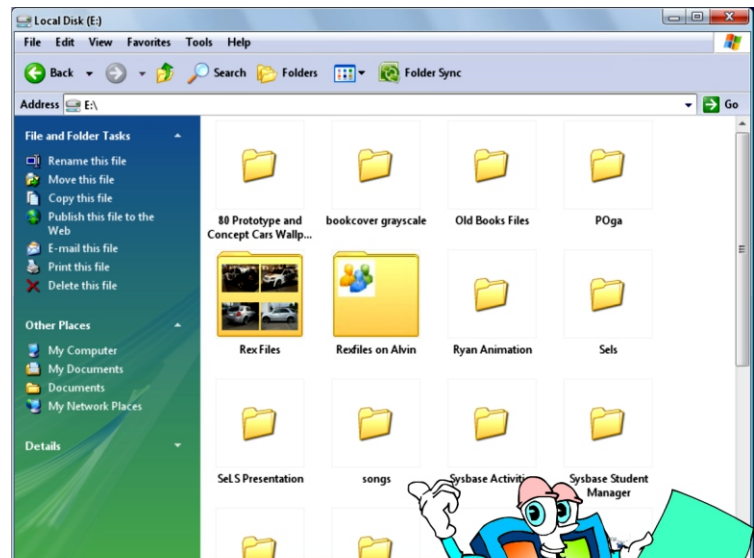 Local Disk (E:)
File Edit View Favorites Tools Help
Back Search Folders Folder Sync
Address E:\ Go
File and Folder Tasks
Rename this file
Move this file
Copy this file
Publish this file to the
Web
E-mail this file
Print this file
Delete this file
Other Places
My Computer
My Documents
Documents
My Network Places
Details
80 Prototype and
Concept Cars Wallp...
bookcover grayscale
Old Books Files
POga
Rex Files
Rexfiles on Alvin
Ryan Animation
Sels
SeLS Presentation
songs
Sysbase Activiti
Sysbase Student
Manager